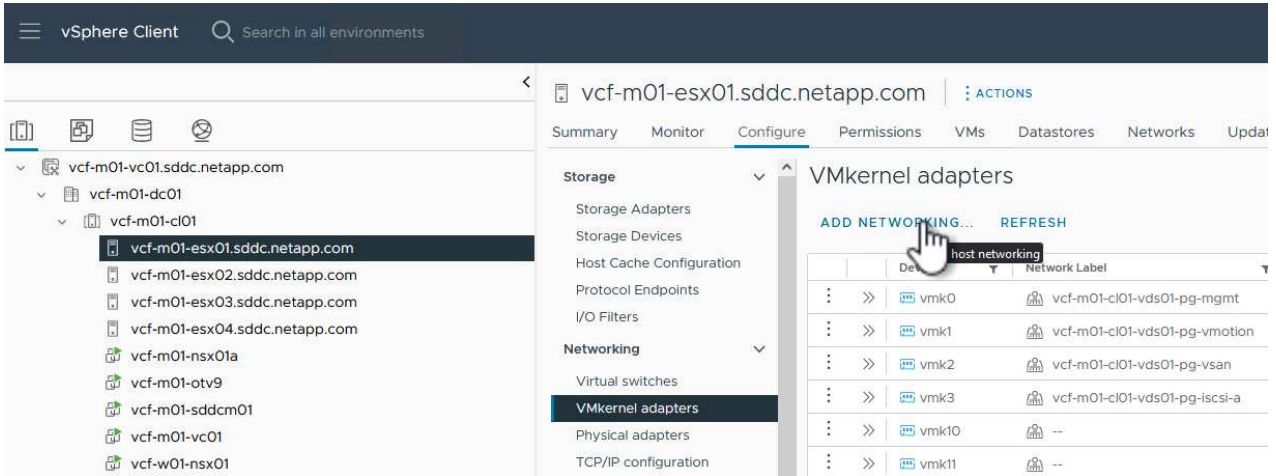 vSphere Client
Search in all environments
vcf-m01-vc01.sddc.netapp.com
vcf-m01-dc01
vcf-m01-cl01
vcf-m01-esx01.sddc.netapp.com
vcf-m01-esx02.sddc.netapp.com
vcf-m01-esx03.sddc.netapp.com
vcf-m01-esx04.sddc.netapp.com
vcf-m01-nsx01a
vcf-m01-otv9
vcf-m01-sddcm01
vcf-m01-vc01
vcf-w01-nsx01
vcf-m01-esx01.sddc.netapp.com
ACTIONS
Summary Monitor Configure Permissions VMs Datastores Networks Updat
Storage
Storage Adapters
Storage Devices
Host Cache Configuration
Protocol Endpoints
I/O Filters
Networking
Virtual switches
VMkernel adapters
Physical adapters
TCP/IP configuration
VMkernel adapters
ADD NETWORKING... REFRESH
host networking
Network Label
vmk0 vcf-m01-cl01-vds01-pg-mgmt
vmk1 vcf-m01-cl01-vds01-pg-vmotion
vmk2 vcf-m01-cl01-vds01-pg-vsan
vmk3 vcf-m01-cl01-vds01-pg-iscsi-a
vmk10 --
vmk11 --